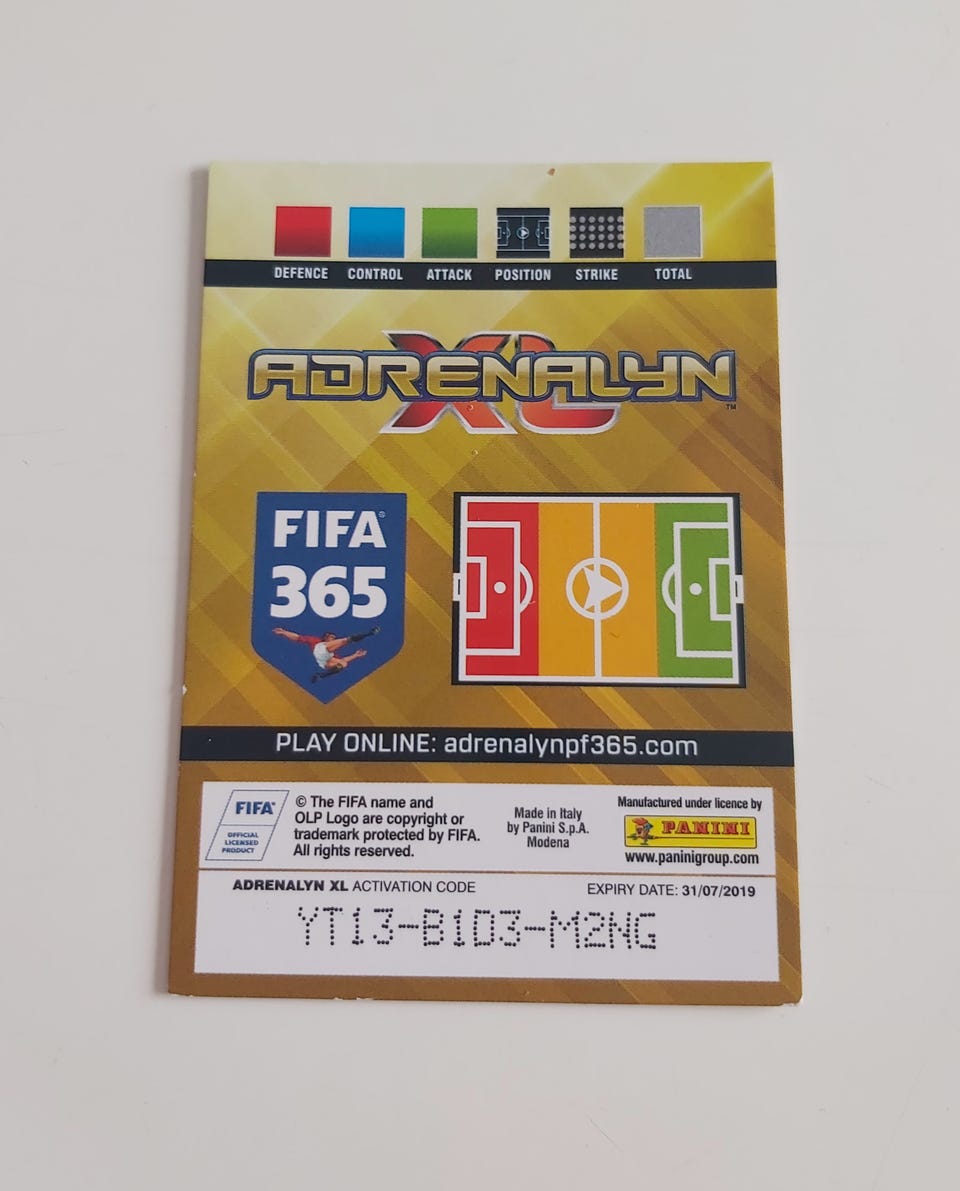 DEFENCE CONTROL ATTACK POSITION STRIKE TOTAL
ADRENALYN
XL
™
FIFA®
365
PLAY ONLINE: adrenalynpf365.com
FIFA®
OFFICIAL
LICENSED
PRODUCT
© The FIFA name and
OLP Logo are copyright or
trademark protected by FIFA.
All rights reserved.
Made in Italy
by Panini S.p.A.
Modena
Manufactured under licence by
PANINI
www.paninigroup.com
ADRENALYN XL ACTIVATION CODE
EXPIRY DATE: 31/07/2019
YT13-B1D3-M2NG